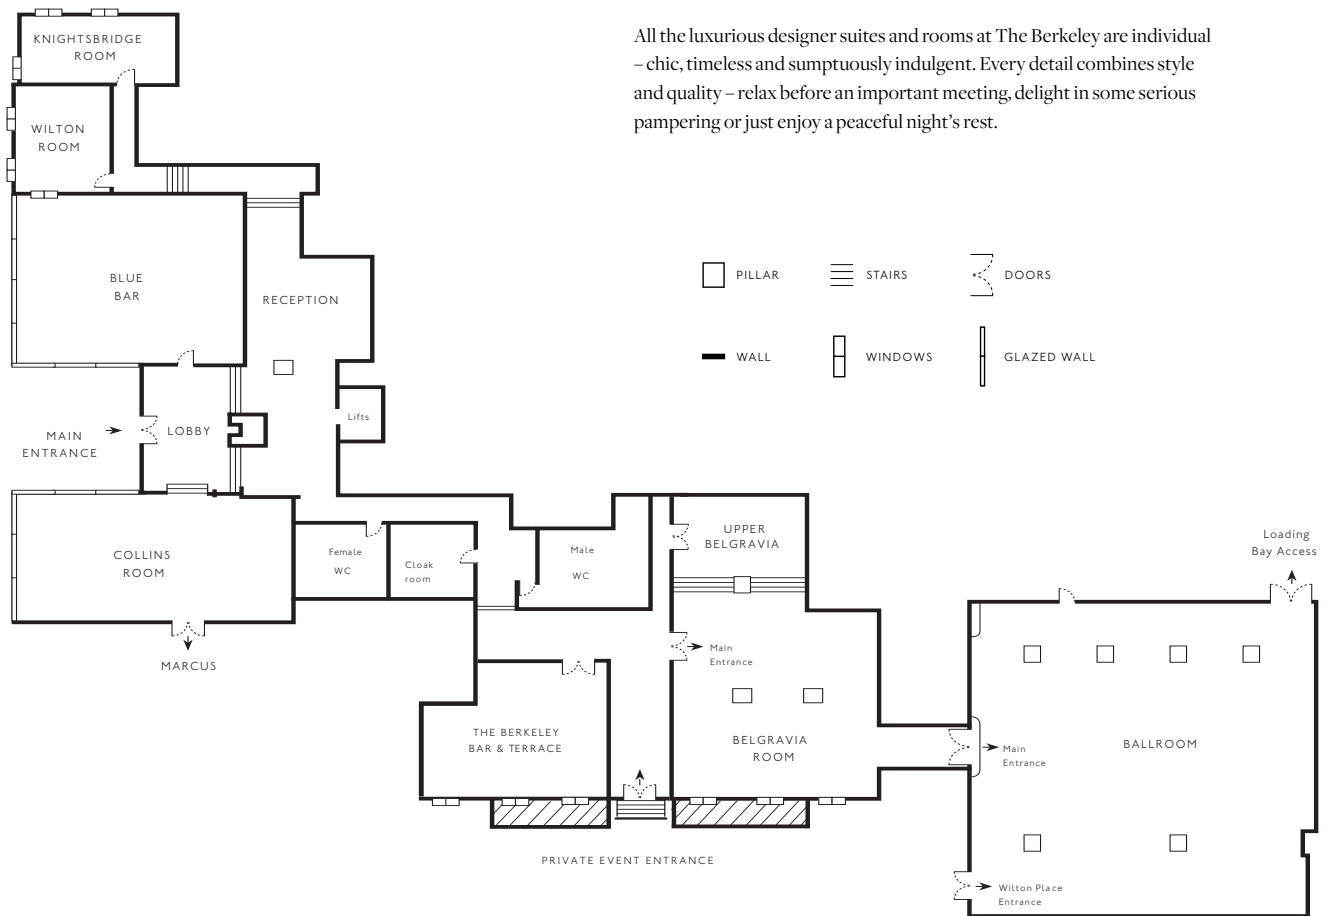 All the luxurious designer suites and rooms at The Berkeley are individual
– chic, timeless and sumptuously indulgent. Every detail combines style
and quality – relax before an important meeting, delight in some serious
pampering or just enjoy a peaceful night's rest.
KNIGHTSBRIDGE
ROOM
WILTON
ROOM
BLUE
BAR
RECEPTION
PILLAR
STAIRS
DOORS
WALL
WINDOWS
GLAZED WALL
Lifts
LOBBY
MAIN
ENTRANCE
COLLINS
ROOM
MARCUS
Female
WC
Cloak
room
Male
WC
UPPER
BELGRAVIA
Main
Entrance
THE BERKELEY
BAR & TERRACE
BELGRAVIA
ROOM
PRIVATE EVENT ENTRANCE
Loading
Bay Access
BALLROOM
Main
Entrance
Wilton Place
Entrance